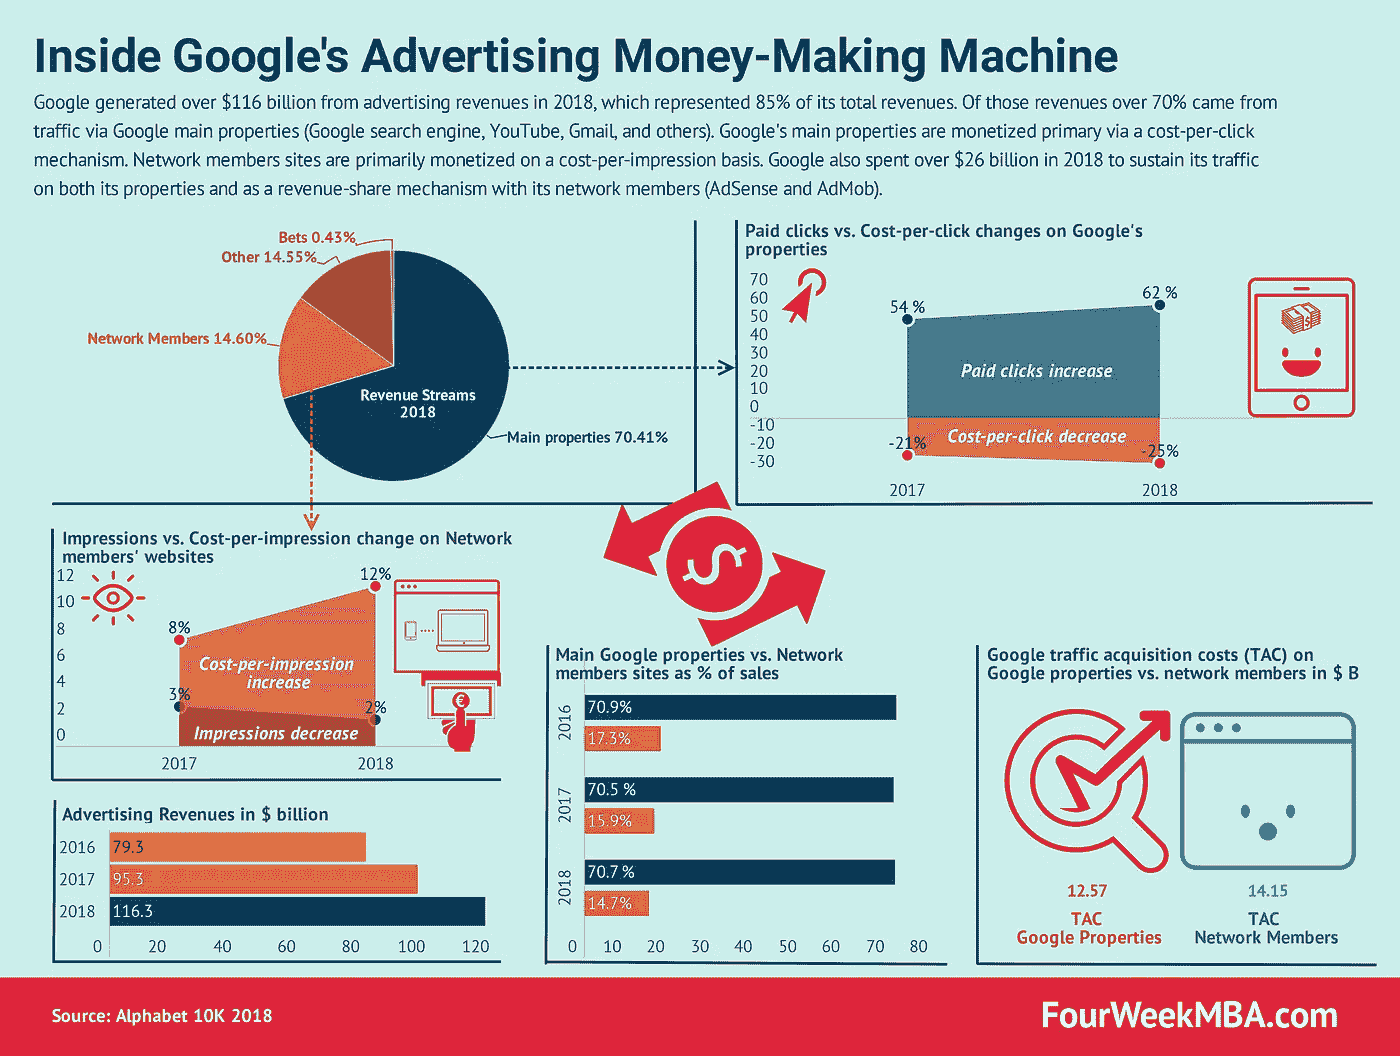 Inside Google's Advertising Money-Making Machine
Google generated over $116 billion from advertising revenues in 2018, which represented 85% of its total revenues. Of those revenues over 70% came from
traffic via Google main properties (Google search engine, YouTube, Gmail, and others). Google's main properties are monetized primary via a cost-per-click
mechanism. Network members sites are primarily monetized on a cost-per-impression basis. Google also spent over $26 billion in 2018 to sustain its traffic
on both its properties and as a revenue-share mechanism with its network members (AdSense and AdMob).
Bets 0.43%
Other 14.55%
Network Members 14.60%
Revenue Streams
2018
Main properties 70.41%
Paid clicks vs. Cost-per-click changes on Google's
properties
70
60
50
40
30
20
10
0
-10
-20
-30
54 %
62 %
Paid clicks increase
Cost-per-click decrease
-21%
-25%
2017
2018
$
Impressions vs. Cost-per-impression change on Network
members' websites
12
10
8
6
4
2
0
8%
12%
Cost-per-impression
increase
3%
2%
Impressions decrease
2017
2018
€
$
Advertising Revenues in $ billion
2016
79.3
2017
95.3
2018
116.3
0
20
40
60
80
100
120
Main Google properties vs. Network
members sites as % of sales
2016
70.9%
17.3%
2017
70.5 %
15.9%
2018
70.7 %
14.7%
0
10
20
30
40
50
60
70
80
Google traffic acquisition costs (TAC) on
Google properties vs. network members in $ B
12.57
TAC
Google Properties
14.15
TAC
Network Members
Source: Alphabet 10K 2018
FourWeekMBA.com